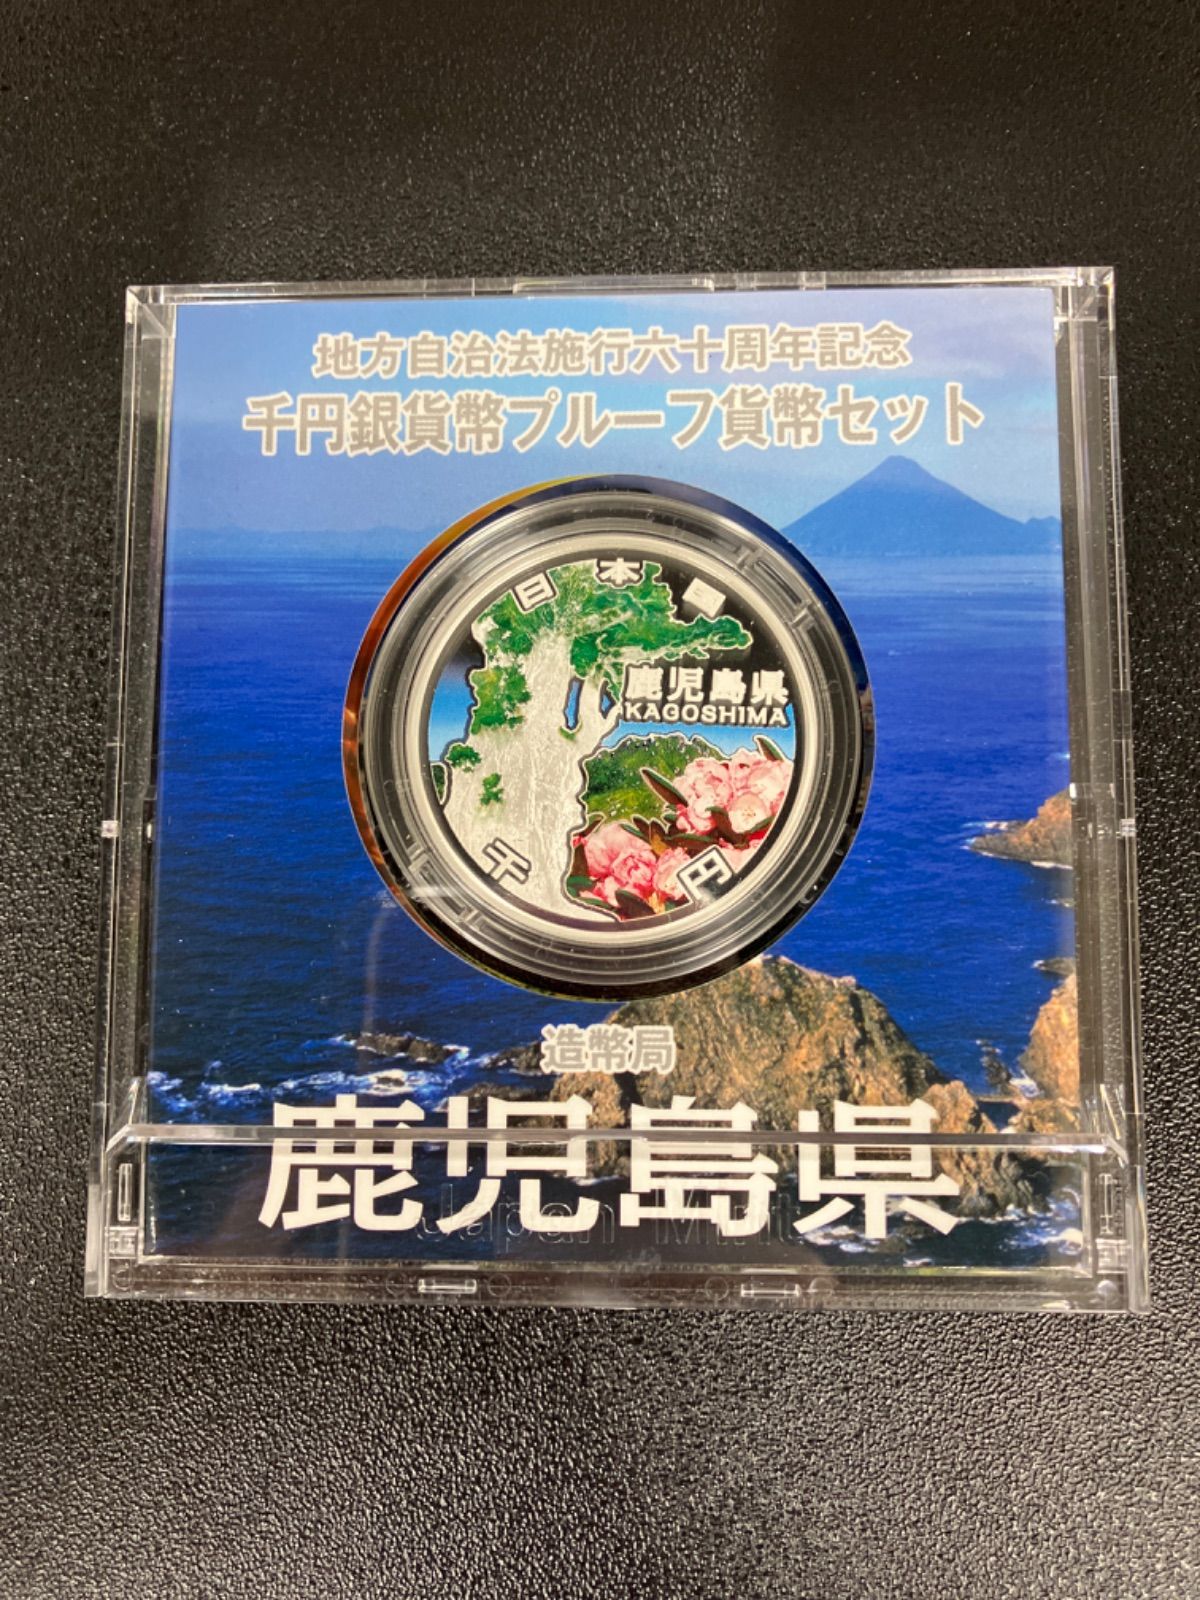 地方自治法施行六十周年記念
千円銀貨幣プルーフ貨幣セット
日本国
鹿児島県
KAGOSHIMA
千円
造幣局
鹿児島県
Japan Mint